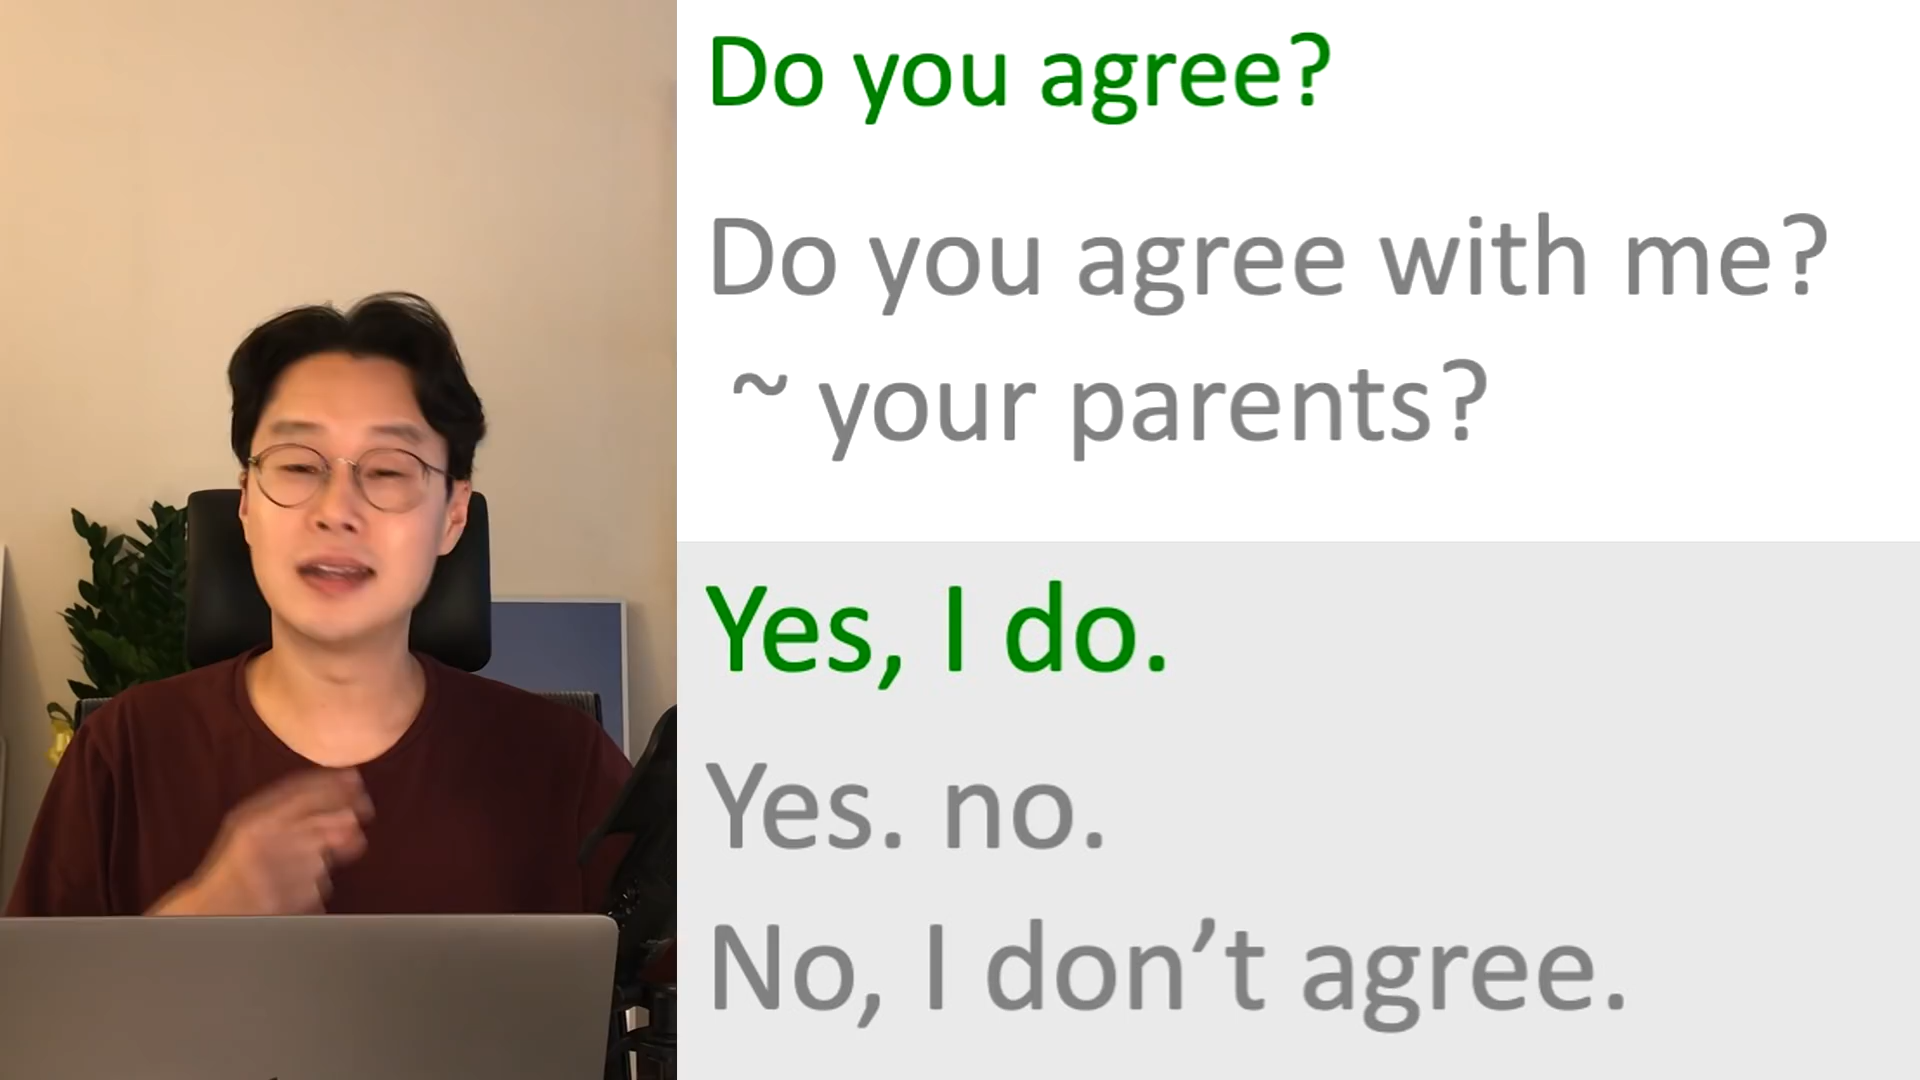 Do you agree?
Do you agree with me?
~ your parents?
Yes, I do.
Yes. no.
No, I don’t agree.